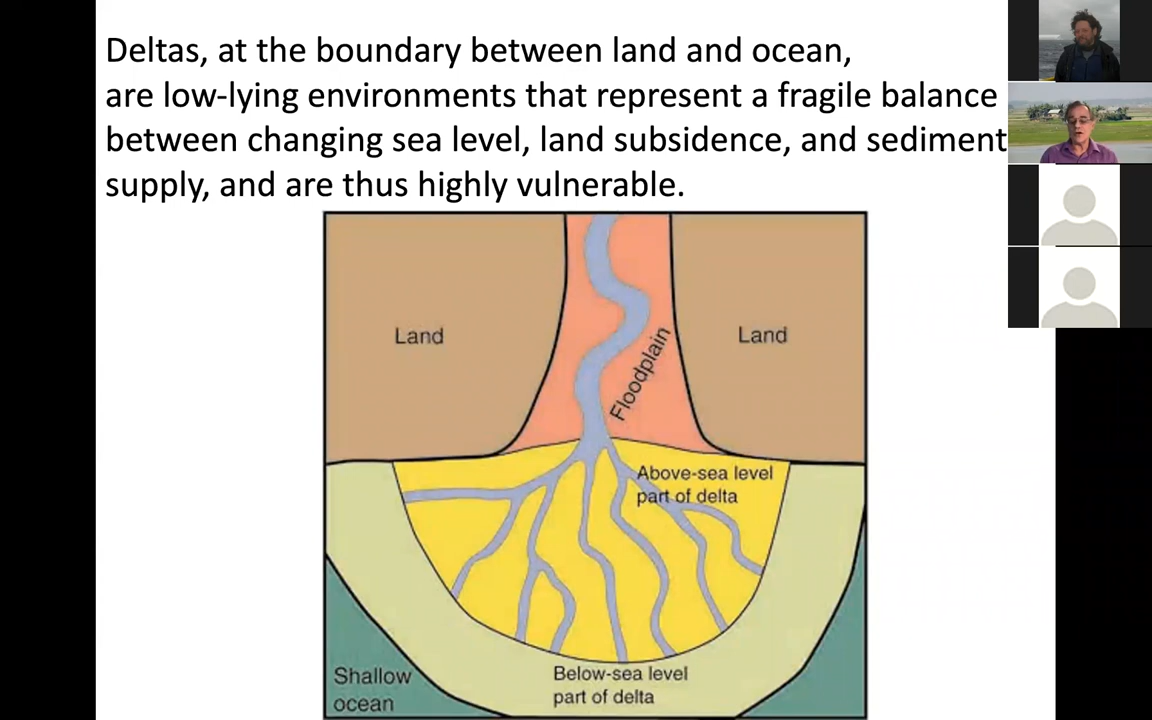 Deltas, at the boundary between land and ocean,
are low-lying environments that represent a fragile balance
between changing sea level, land subsidence, and sediment
supply, and are thus highly vulnerable.
Land
Land
Floodplain
Above-sea level
part of delta
Shallow
ocean
Below-sea level
part of delta